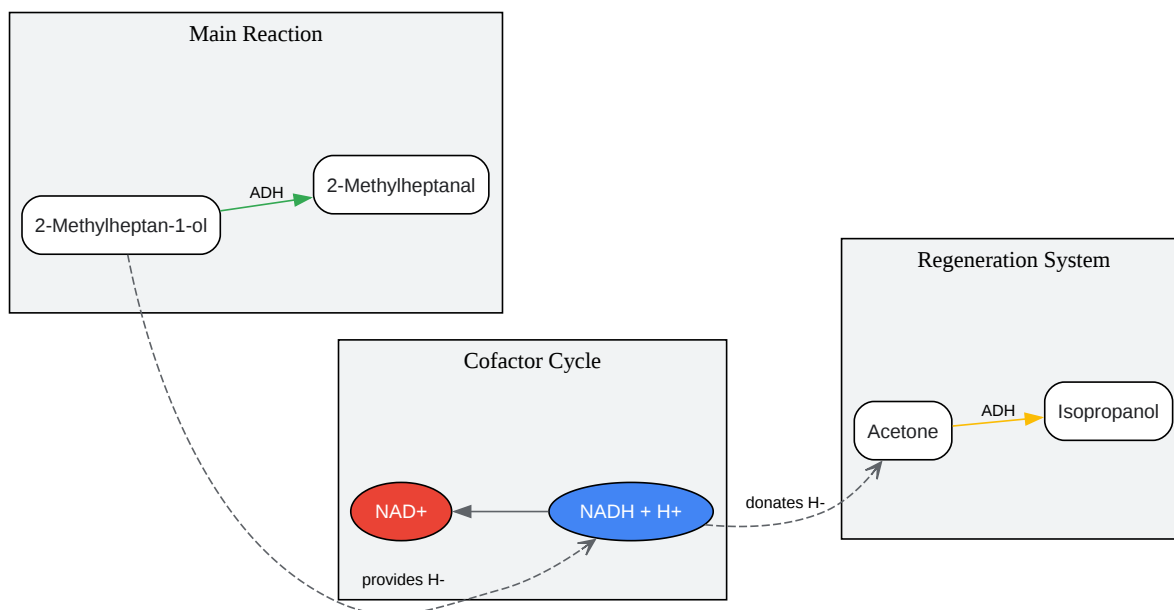 Main Reaction
ADH
2-Methylheptanal
2-Methylheptan-1-ol
Regeneration System
Cofactor Cycle
ADH
Isopropanol
Acetone
NAD+
NADH + H+
donates H-
provides H-